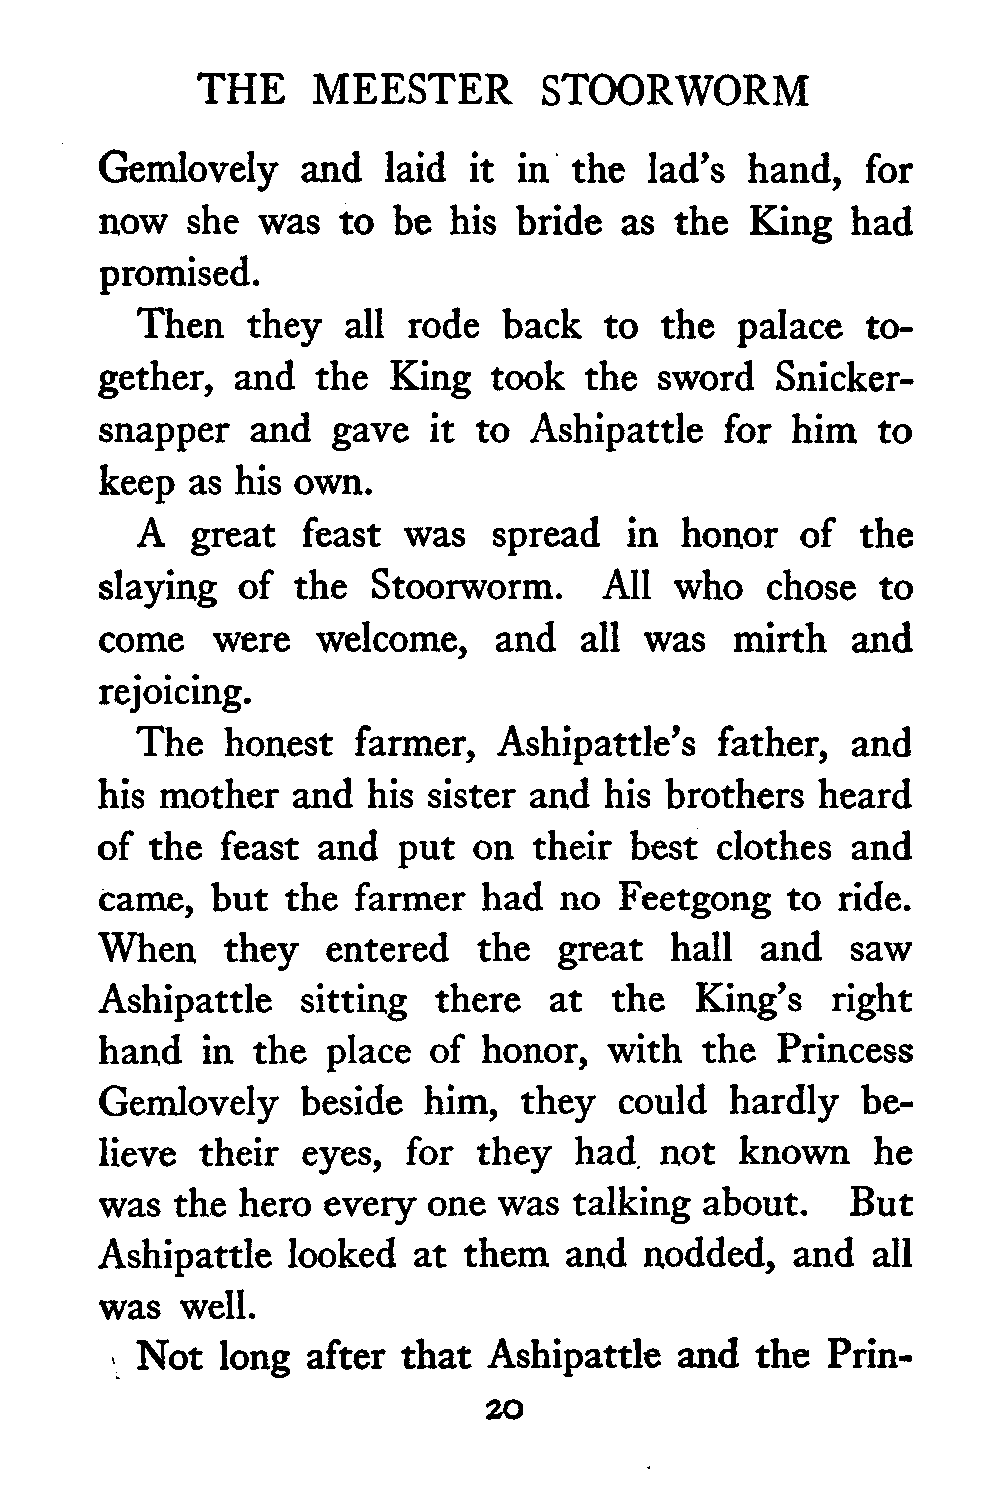 THE MEESTER STOORWORM
Gemlovely and laid it in the lad's hand, for
now she was to be his bride as the King had
promised.
Then they all rode back to the palace to-
gether, and the King took the sword Snicker-
snapper and gave it to Ashipattle for him to
keep as his own.
A great feast was spread in honor of the
slaying of the Stoorworm. All who chose to
come were welcome, and all was mirth and
rejoicing.
The honest farmer, Ashipattle's father, and
his mother and his sister and his brothers heard
of the feast and put on their best clothes and
came, but the farmer had no Feetgong to ride.
When they entered the great hall and saw
Ashipattle sitting there at the King's right
hand in the place of honor, with the Princess
Gemlovely beside him, they could hardly be-
lieve their eyes, for they had not known he
was the hero every one was talking about. But
Ashipattle looked at them and nodded, and all
was well.
Not long after that Ashipattle and the Prin-
20